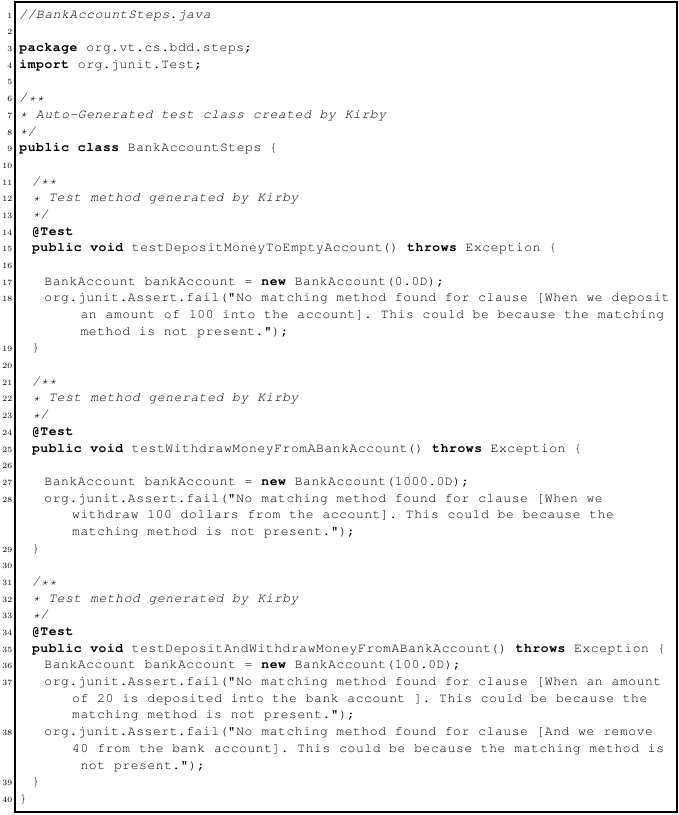 1 //BankAccountSteps.java
2
3 package org.vt.cs.bdd.steps;
4 import org.junit.Test;
5
6 /**
7 * Auto-Generated test class created by Kirby
8 */
9 public class BankAccountSteps {
10
11 /**
12 * Test method generated by Kirby
13 */
14 @Test
15 public void testDepositMoneyToEmptyAccount() throws Exception {
16
17 BankAccount bankAccount = new BankAccount(0.0D);
18 org.junit.Assert.fail("No matching method found for clause [When we deposit
an amount of 100 into the account]. This could be because the matching
method is not present.");
19 }
20
21 /**
22 * Test method generated by Kirby
23 */
24 @Test
25 public void testWithdrawMoneyFromABankAccount() throws Exception {
26
27 BankAccount bankAccount = new BankAccount(1000.0D);
28 org.junit.Assert.fail("No matching method found for clause [When we
withdraw 100 dollars from the account]. This could be because the
matching method is not present.");
29 }
30
31 /**
32 * Test method generated by Kirby
33 */
34 @Test
35 public void testDepositAndWithdrawMoneyFromABankAccount() throws Exception {
36 BankAccount bankAccount = new BankAccount(100.0D);
37 org.junit.Assert.fail("No matching method found for clause [When an amount
of 20 is deposited into the bank account ]. This could be because the
matching method is not present.");
38 org.junit.Assert.fail("No matching method found for clause [And we remove
40 from the bank account]. This could be because the matching method is
not present.");
39 }
40 }